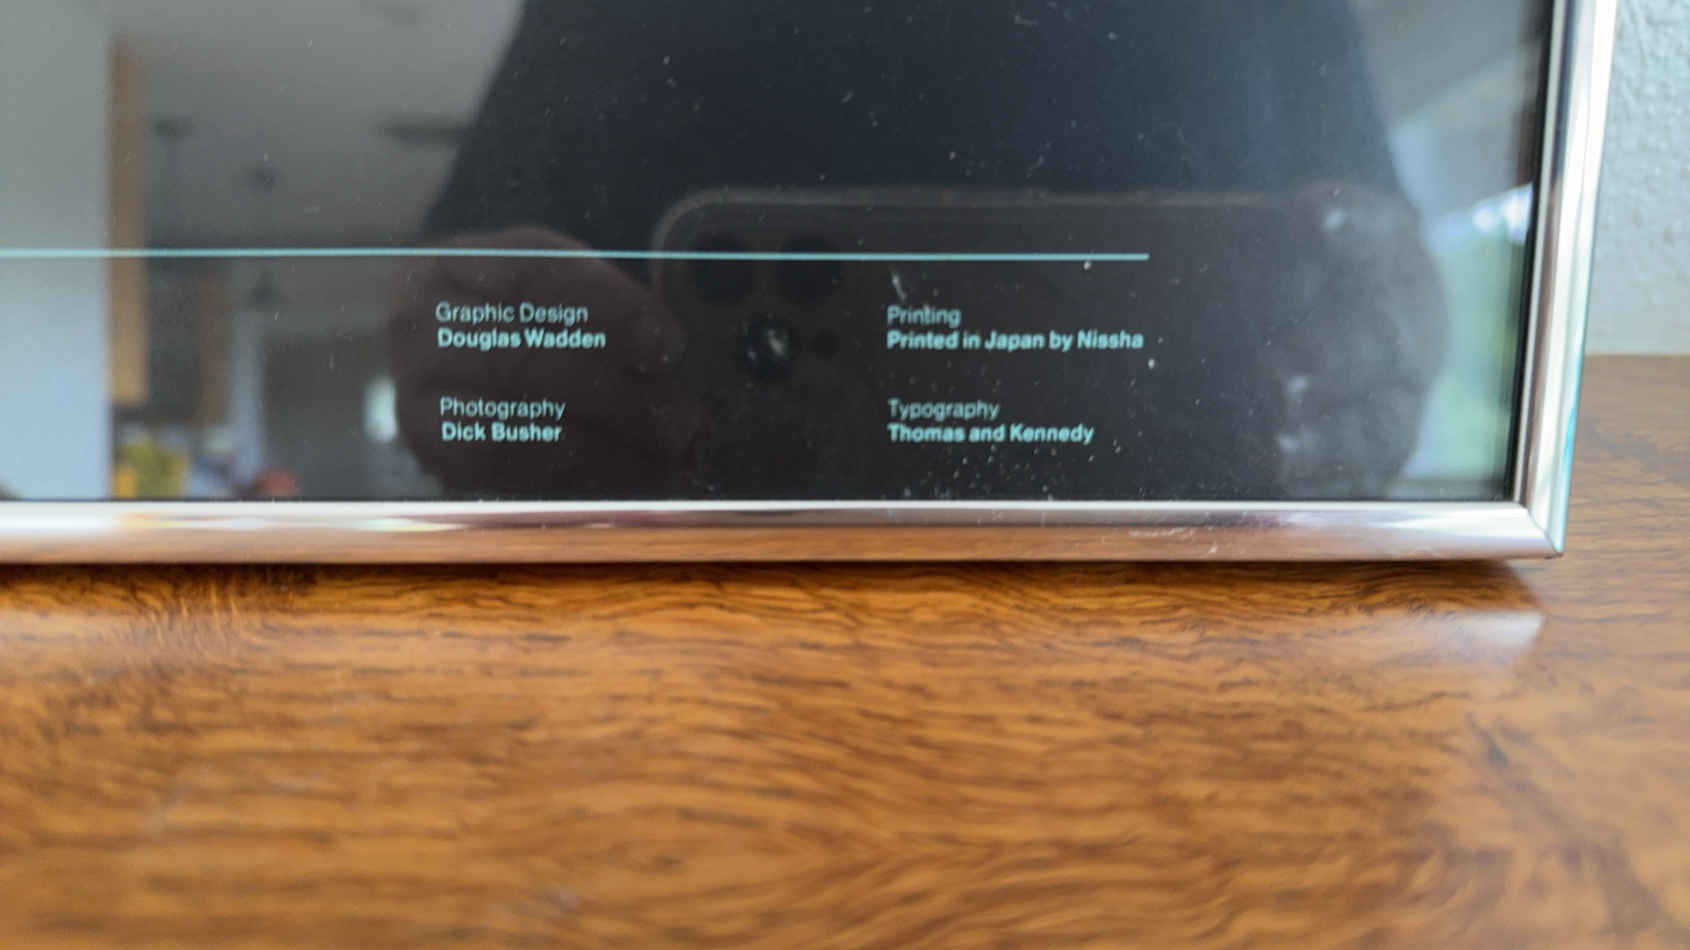 Graphic Design
Douglas Wadden
Photography
Dick Busher
Printing
Printed in Japan by Nissha
Typography
Thomas and Kennedy